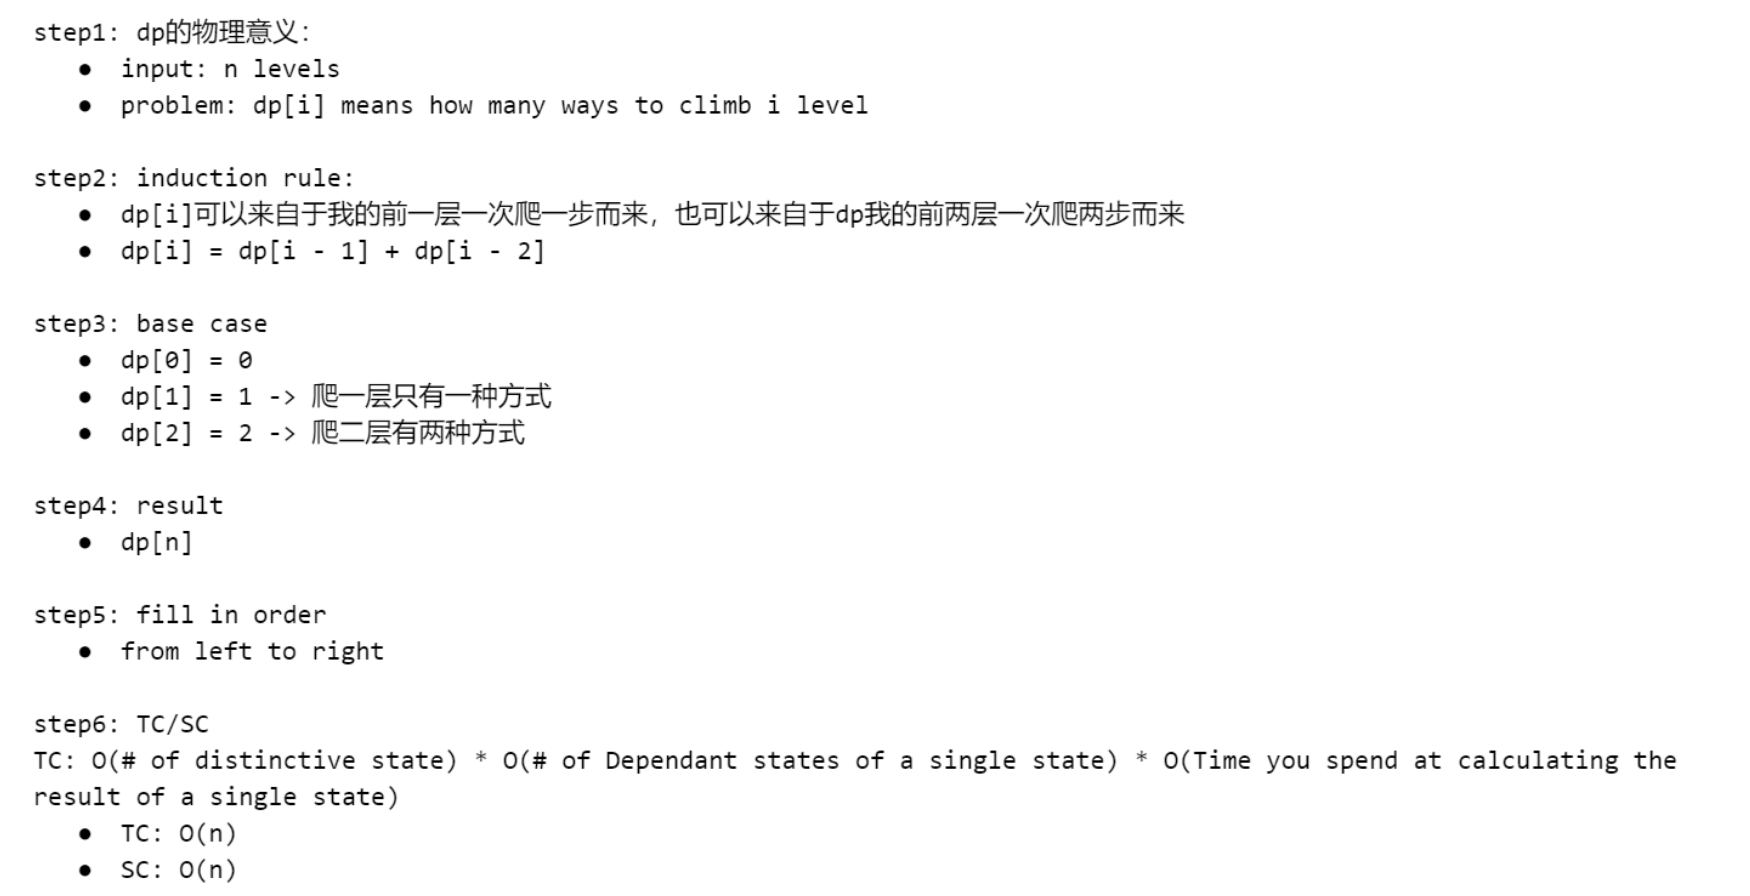 step1: dp的物理意义：
● input: n levels
● problem: dp[i] means how many ways to climb i level
step2: induction rule:
● dp[i]可以来自于我的前一层一次爬一步而来，也可以来自于dp我的前两层一次爬两步而来
● dp[i] = dp[i - 1] + dp[i - 2]
step3: base case
● dp[0] = 0
● dp[1] = 1 -> 爬一层只有一种方式
● dp[2] = 2 -> 爬二层有两种方式
step4: result
● dp[n]
step5: fill in order
● from left to right
step6: TC/SC
TC: O(# of distinctive state) * O(# of Dependant states of a single state) * O(Time you spend at calculating the
result of a single state)
● TC: O(n)
● SC: O(n)